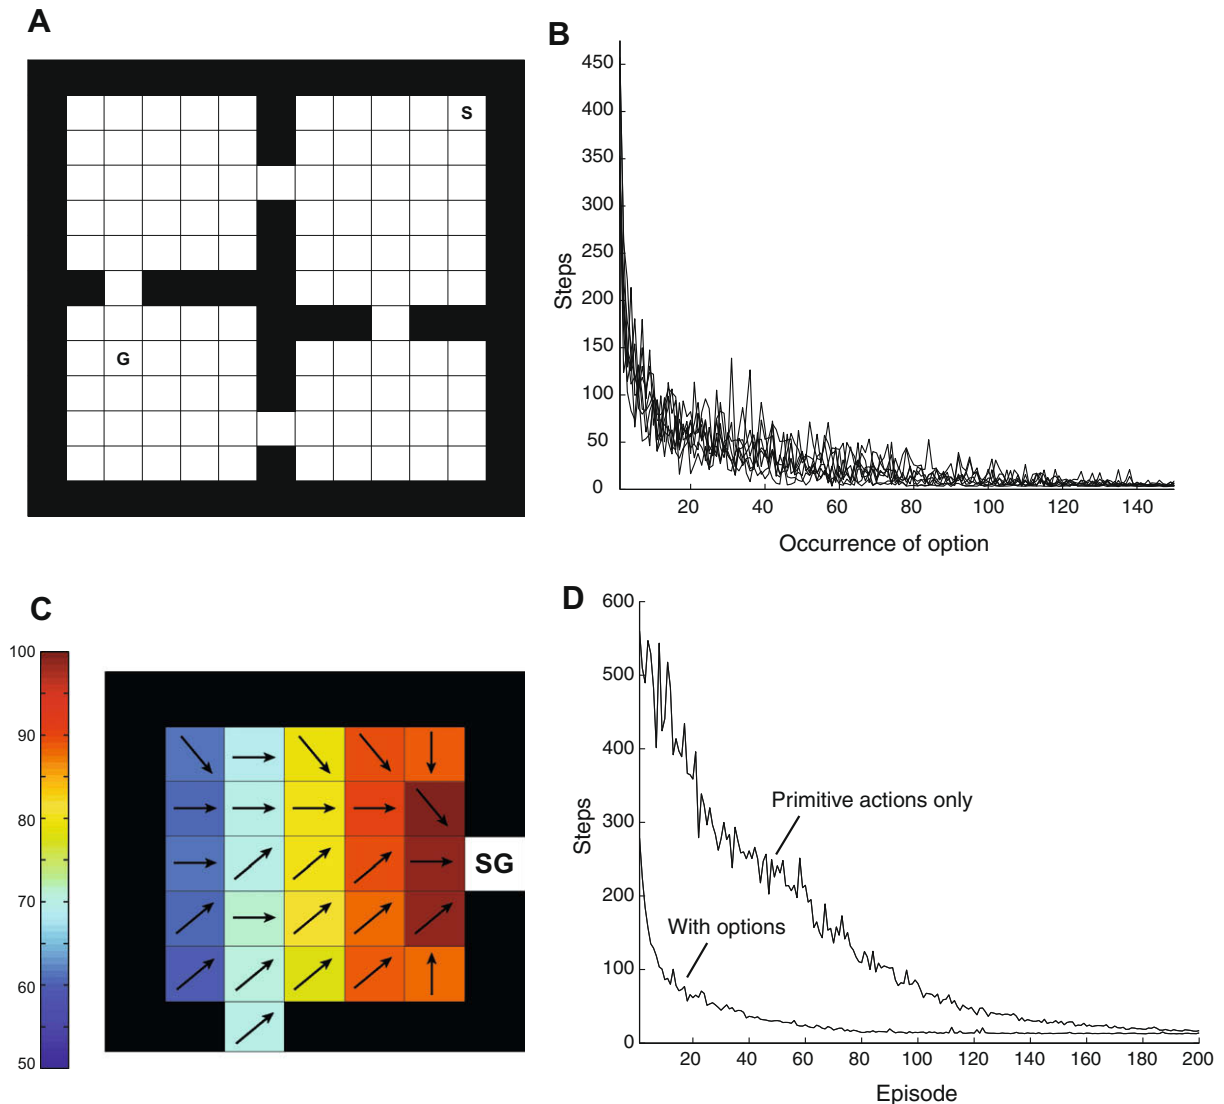 A
S
G
B
450
400
350
300
250
200
150
100
50
0
Steps
20 40 60 80 100 120 140
Occurrence of option
C
100
90
80
70
60
50
SG
D
600
500
400
300
200
100
0
Steps
Primitive actions only
With options
20 40 60 80 100 120 140 160 180 200
Episode